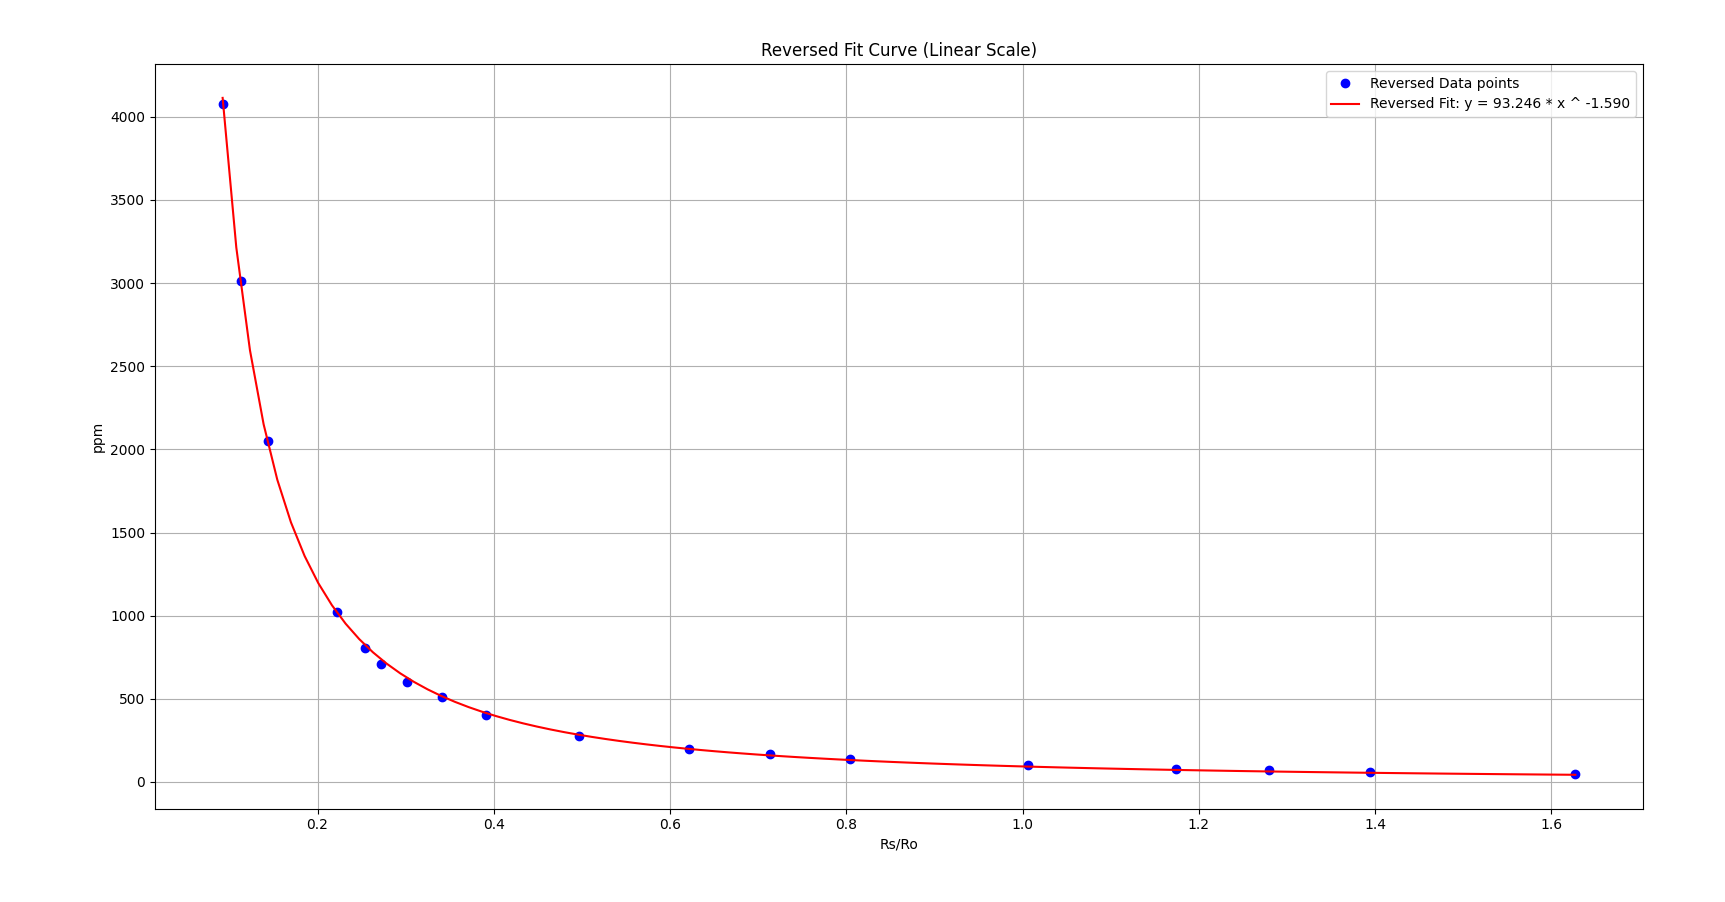 Reversed Fit Curve (Linear Scale)
Reversed Data points
Reversed Fit: y = 93.246 * x ^ -1.590
4000
3500
3000
2500
2000
1500
1000
500
0
ppm
0.2 0.4 0.6 0.8 1.0 1.2 1.4 1.6
Rs/Ro